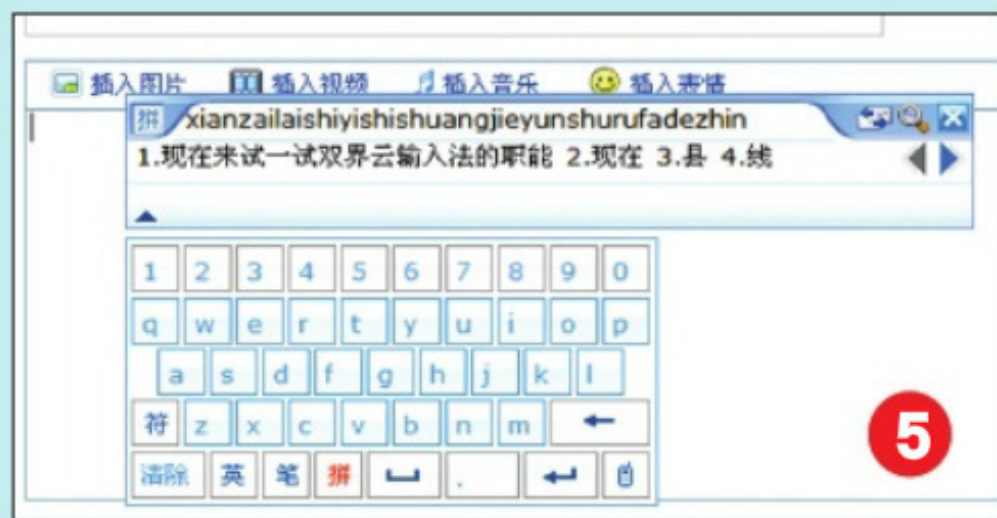 插入图片 插入视频 插入音乐 插入表情
拼 xianzailaishiyishishuangjieyunshurufadezhin
1.现在来试一试双界云输入法的职能 2.现在 3.县 4.线
1 2 3 4 5 6 7 8 9 0
q w e r t y u i o p
a s d f g h j k l
符 z x c v b n m
清除 英 笔 拼 .
5